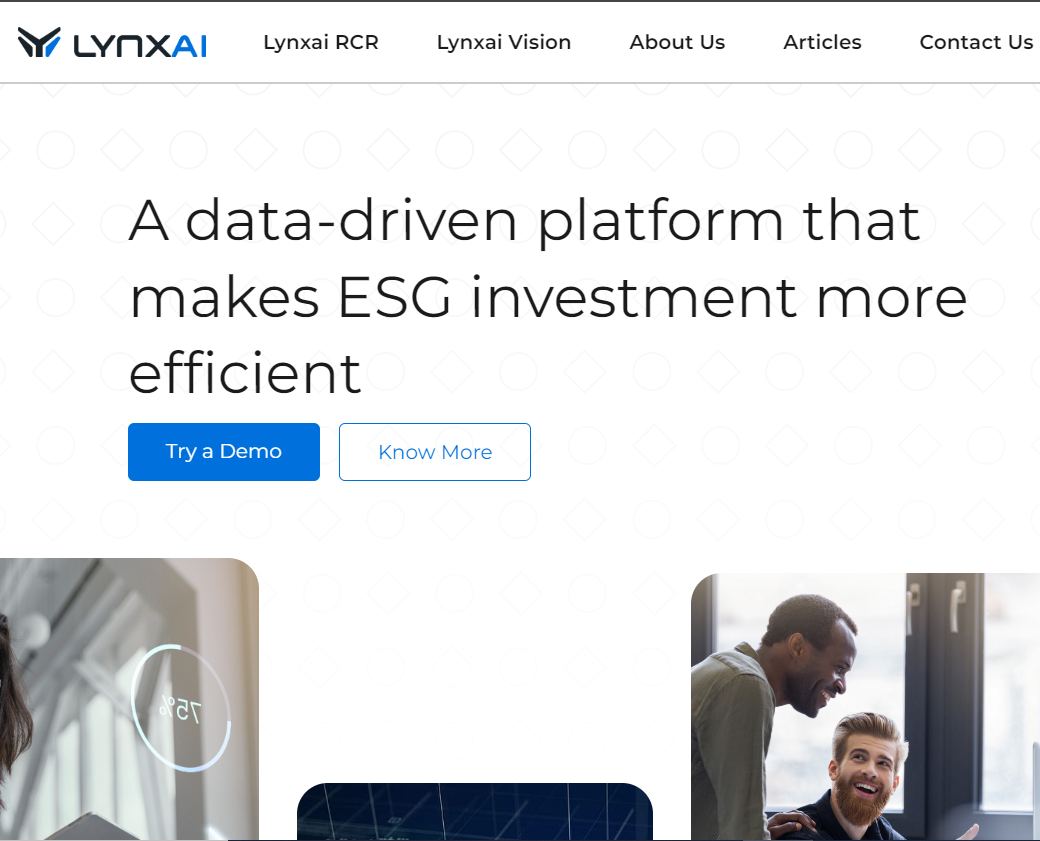 LYNXAI
Lynxai RCR
Lynxai Vision
About Us
Articles
Contact Us
A data-driven platform that
makes ESG investment more
efficient
Try a Demo
Know More
75%